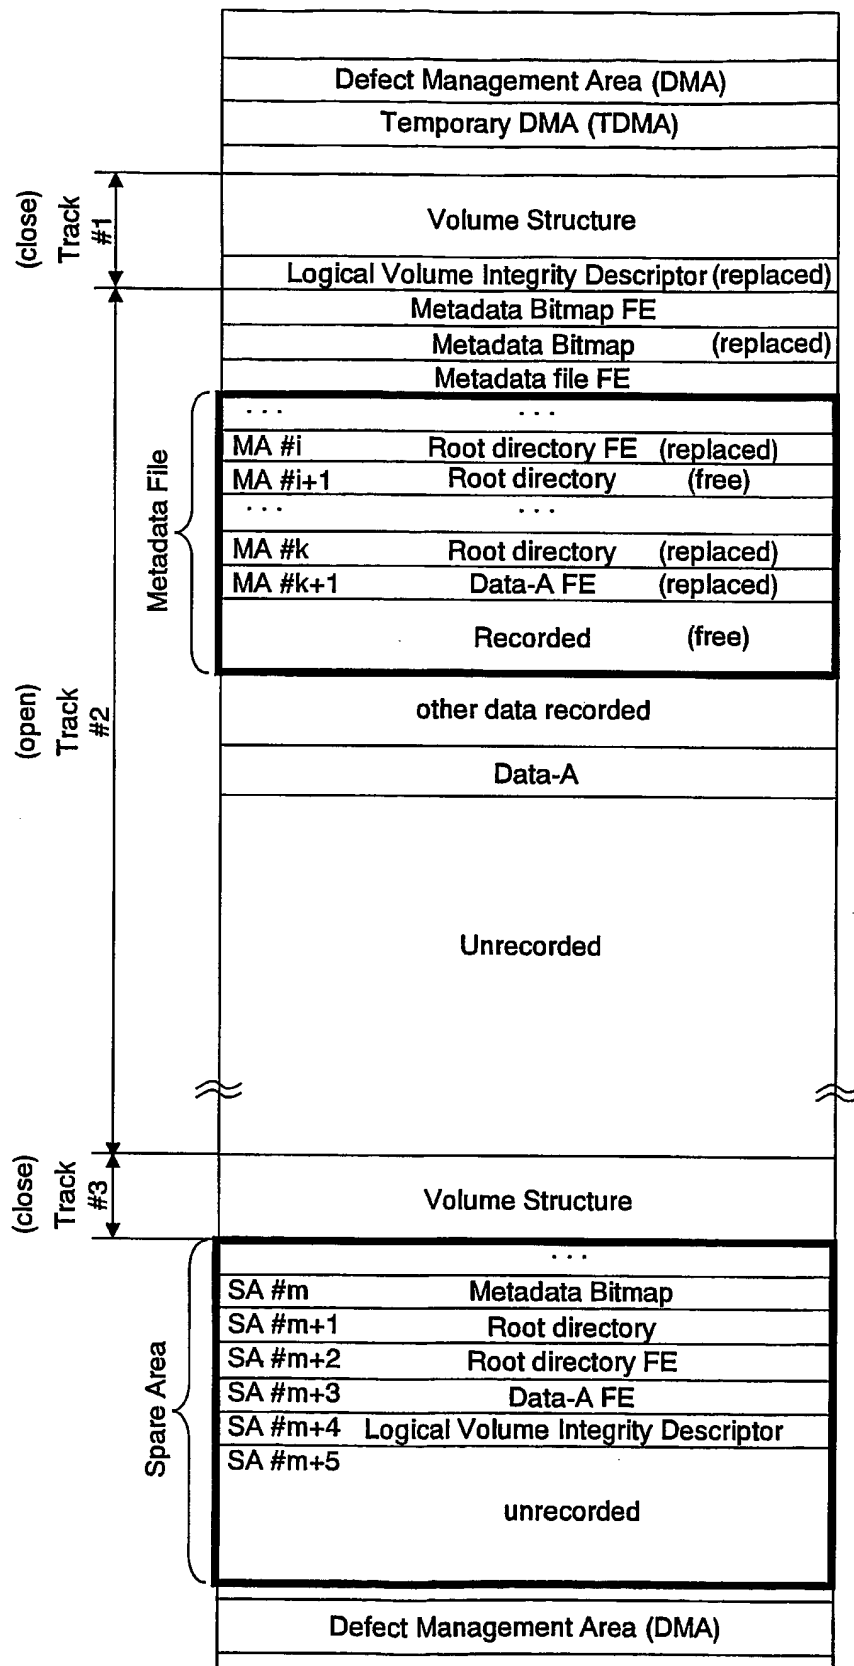 Defect Management Area (DMA)
Temporary DMA (TDMA)
(close)
Track
#1
Volume Structure
Logical Volume Integrity Descriptor (replaced)
Metadata Bitmap FE
Metadata Bitmap (replaced)
Metadata file FE
Metadata File
... ...
MA #i Root directory FE (replaced)
MA #i+1 Root directory (free)
... ...
MA #k Root directory (replaced)
MA #k+1 Data-A FE (replaced)
Recorded (free)
(open)
Track
#2
other data recorded
Data-A
Unrecorded
(close)
Track
#3
Volume Structure
Spare Area
...
SA #m Metadata Bitmap
SA #m+1 Root directory
SA #m+2 Root directory FE
SA #m+3 Data-A FE
SA #m+4 Logical Volume Integrity Descriptor
SA #m+5
unrecorded
Defect Management Area (DMA)